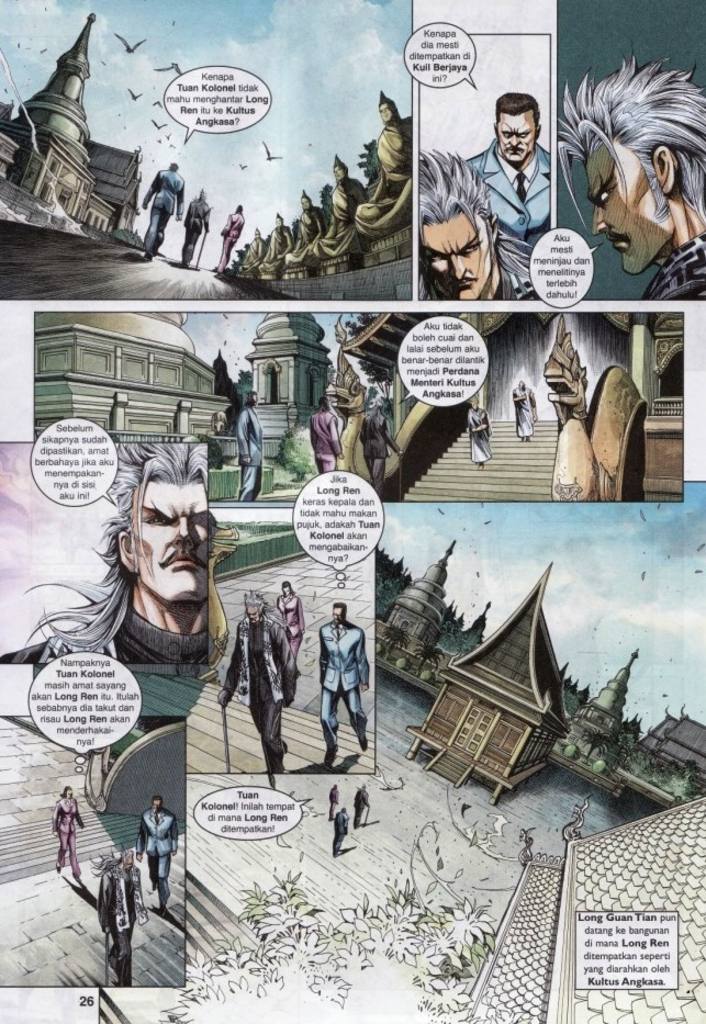 Kenapa
Tuan Kolonel tidak
mahu menghantar Long
Ren itu ke Kultus
Angkasa?
Kenapa
dia mesti
ditempatkan di
Kuil Berjaya
ini?
Aku
mesti
meninjau dan
menelitinya
terlebih
dahulu!
Aku tidak
boleh cuai dan
lalai sebelum aku
benar-benar dilantik
menjadi Perdana
Menteri Kultus
Angkasa!
Sebelum
sikapnya sudah
dipastikan, amat
berbahaya jika aku
menempakan-
nya di sisi
aku ini!
Jika
Long Ren
keras kepala dan
tidak mahu makan
pujuk, adakah Tuan
Kolonel akan
mengabaikan-
nya?
Nampaknya
Tuan Kolonel
masih amat sayang
akan Long Ren itu. Itulah
sebabnya dia takut dan
risau Long Ren akan
menderhakai-
nya!
Tuan
Kolonel! Inilah tempat
di mana Long Ren
ditempatkan!
Long Guan Tian pun
datang ke bangunan
di mana Long Ren
ditempatkan seperti
yang diarahkan oleh
Kultus Angkasa.
26